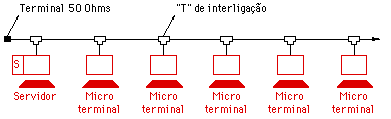 Terminal 50 Ohms
"T" de interligação
S
Servidor
Micro
terminal
Micro
terminal
Micro
terminal
Micro
terminal
Micro
terminal